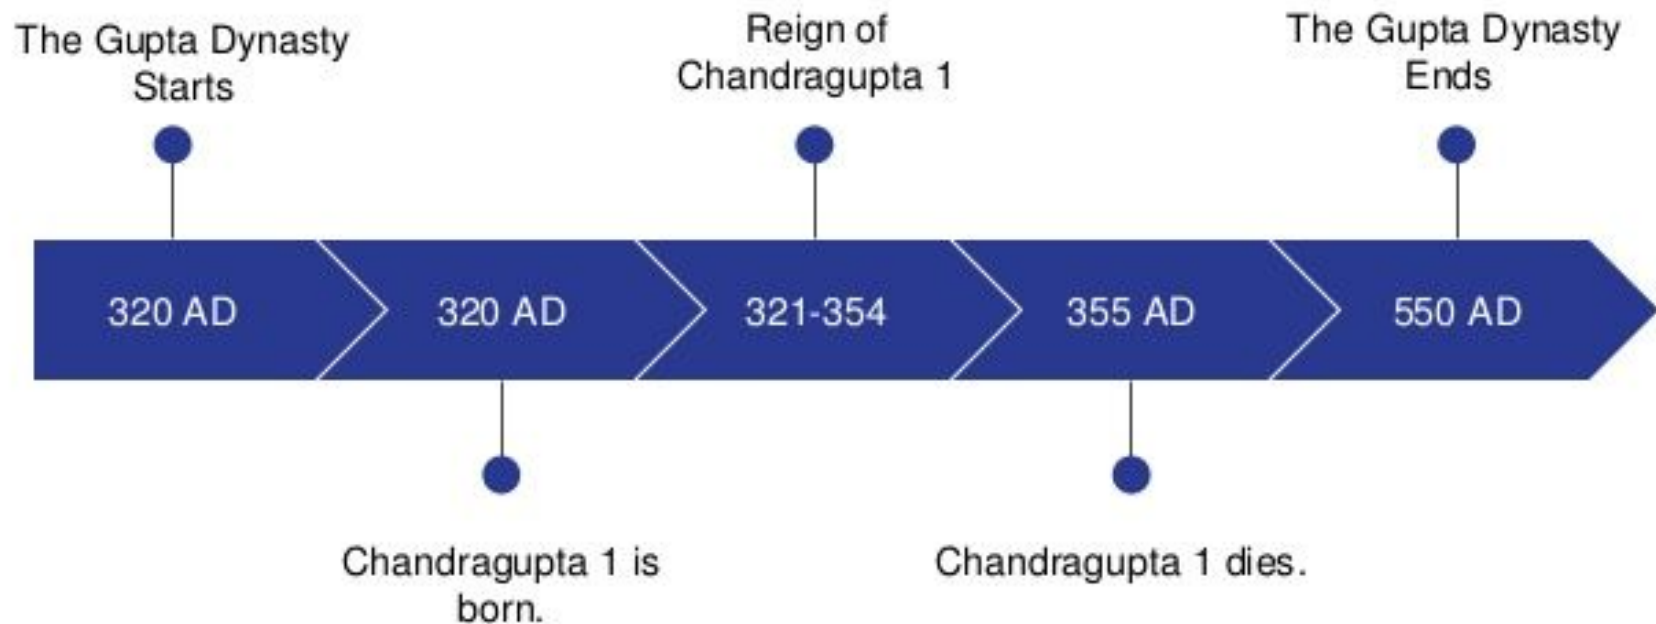 The Gupta Dynasty
Starts
Reign of
Chandragupta 1
The Gupta Dynasty
Ends
320 AD
320 AD
321-354
355 AD
550 AD
Chandragupta 1 is
born.
Chandragupta 1 dies.